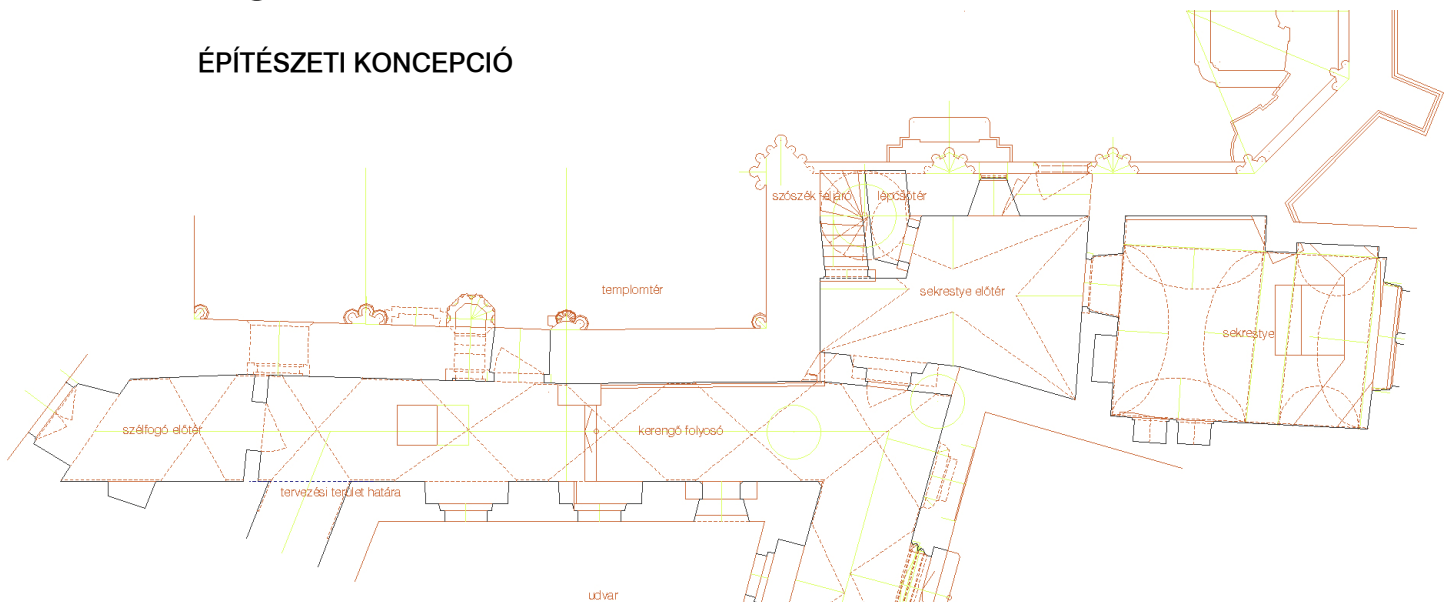 ÉPÍTÉSZETI KONCEPCIÓ
szószék feljáró
lépcsőtér
templomtér
sekrestye előtér
sekrestye
szélfogó előtér
kerengő folyosó
tervezési terület határa
udvar